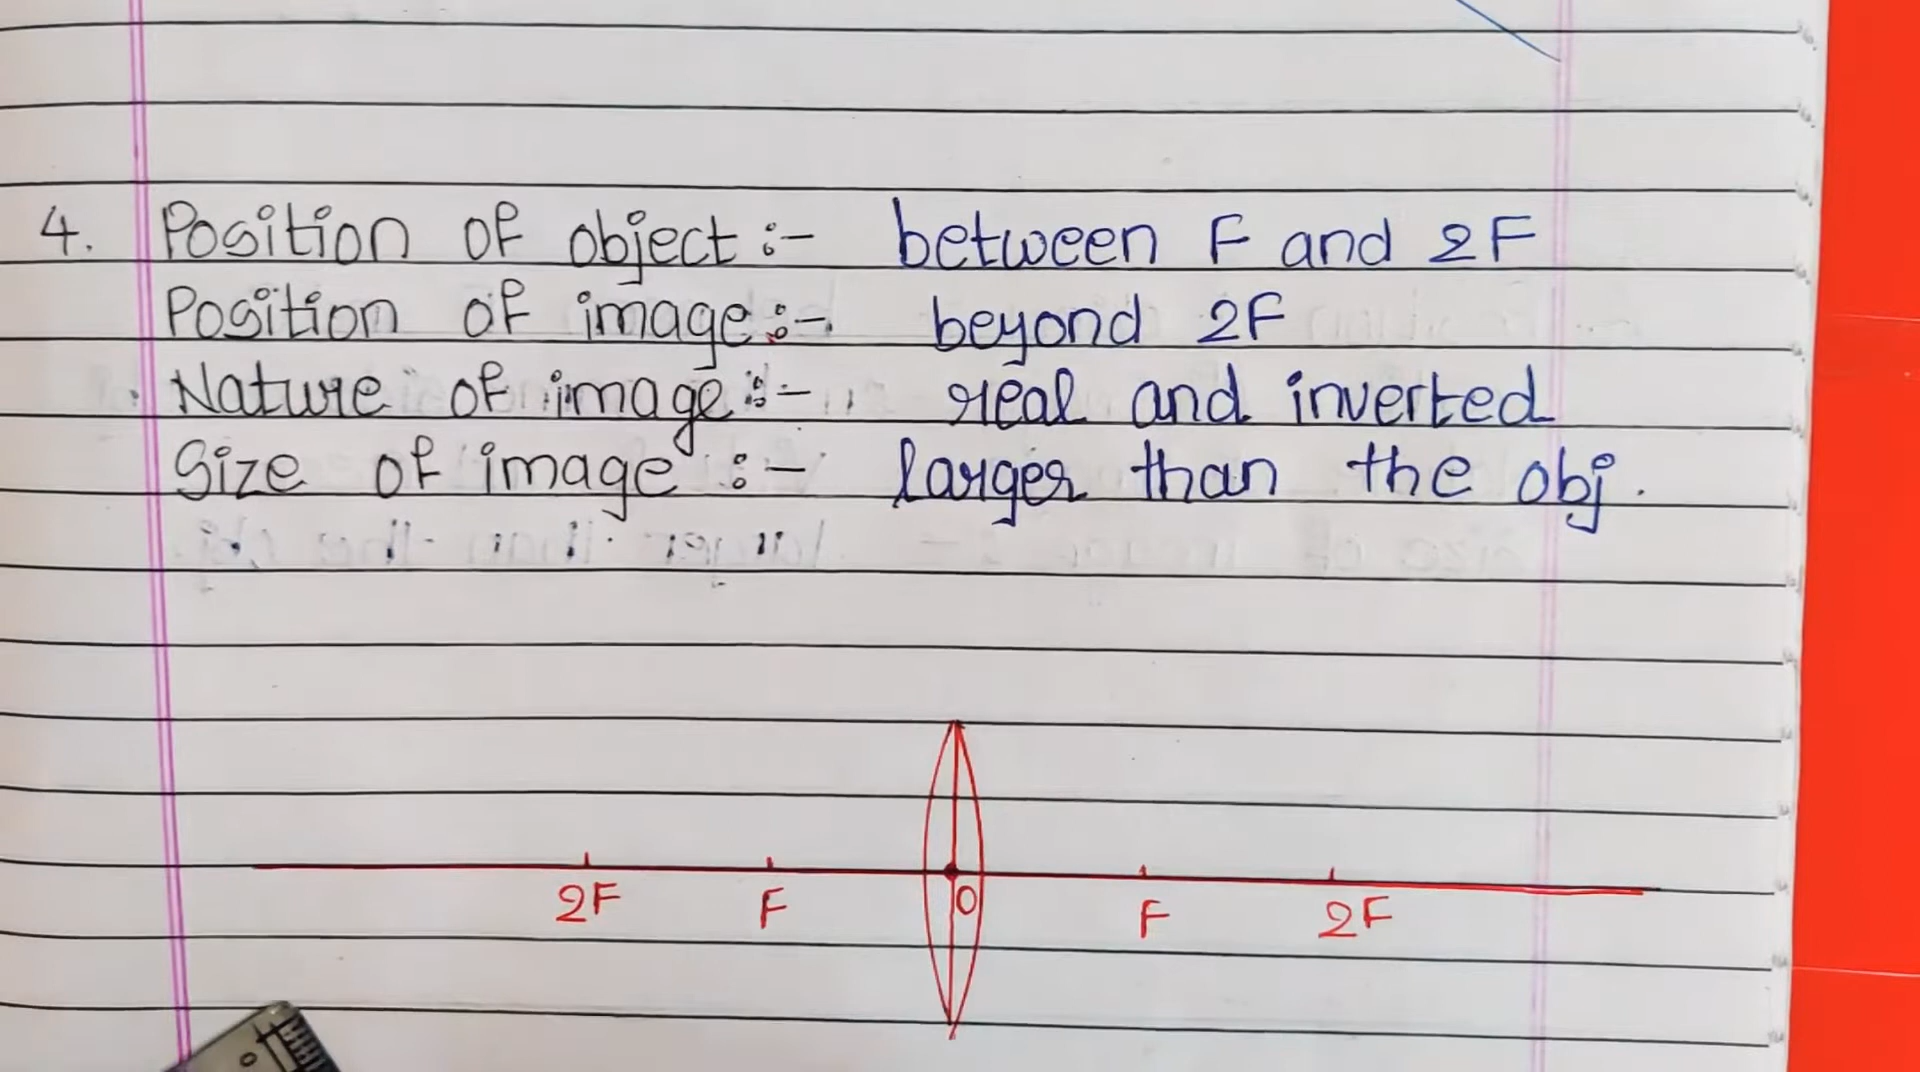 4. Position of object :- between F and 2F
Position of image :- beyond 2F
Nature of image :- real and inverted
Size of image :- larger than the obj.
2F F O F 2F